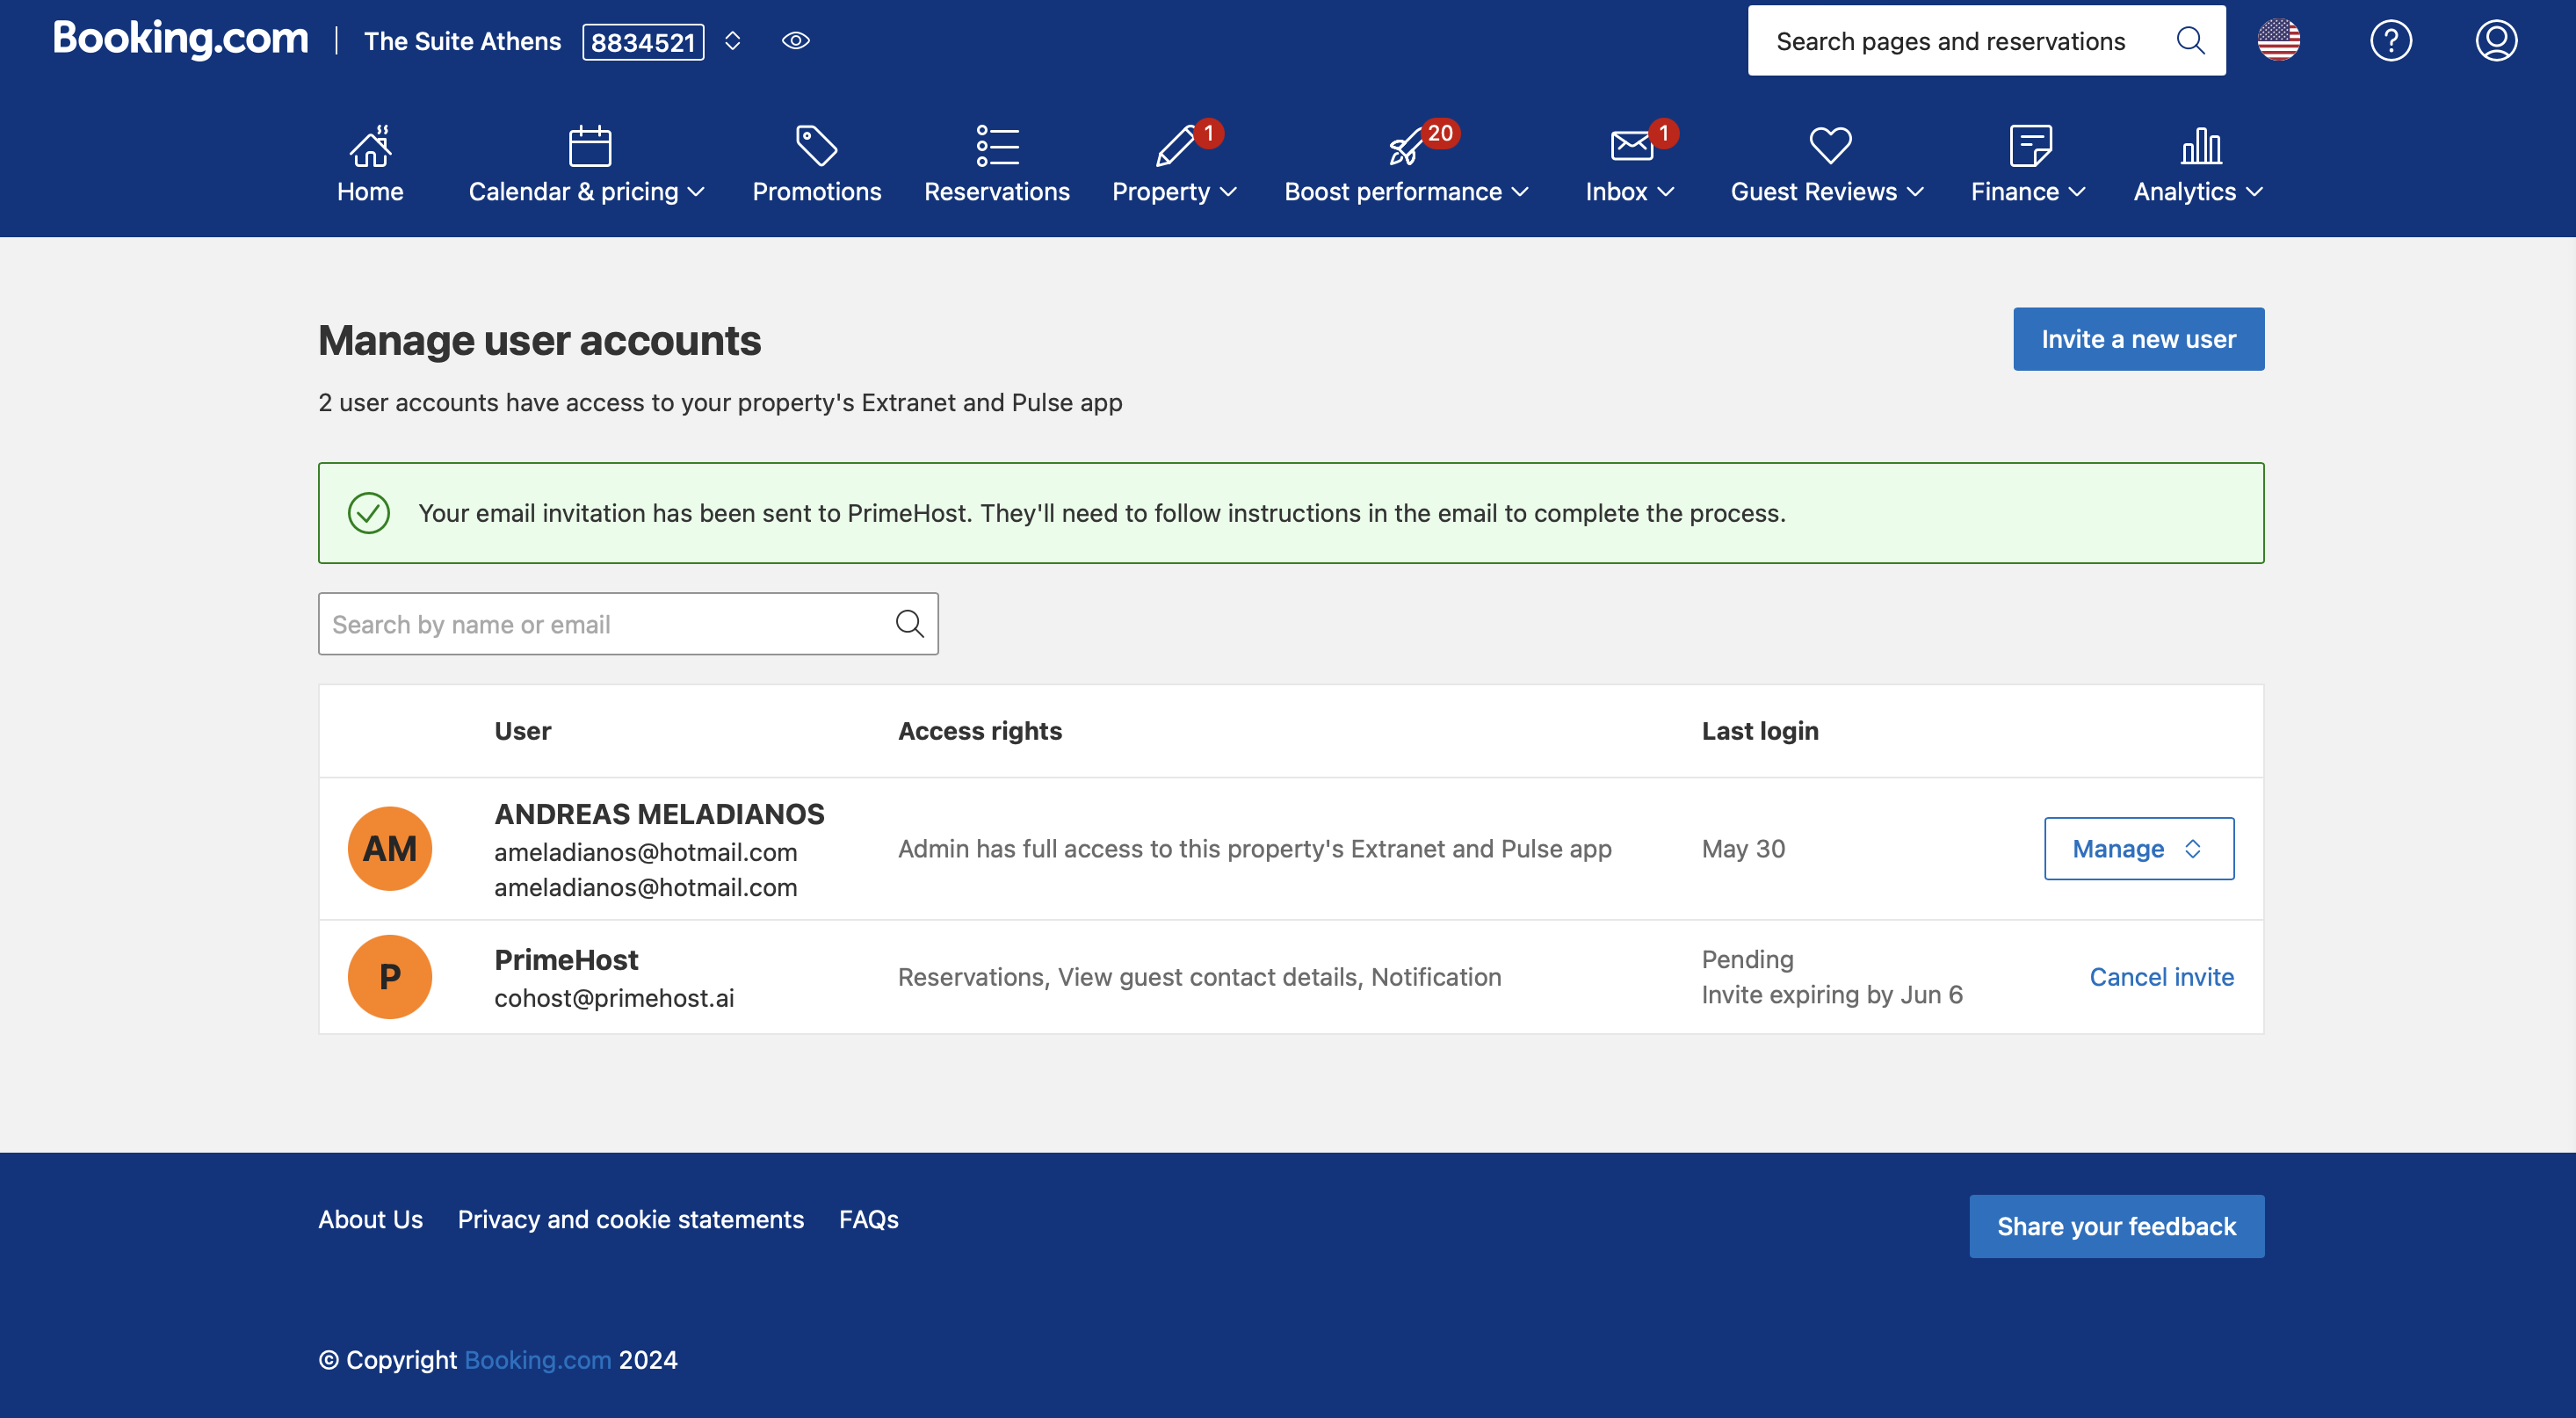 Booking.com
The Suite Athens 8834521
Search pages and reservations
Home
Calendar & pricing
Promotions
Reservations
Property 1
Boost performance 20
Inbox 1
Guest Reviews
Finance
Analytics
Manage user accounts
Invite a new user
2 user accounts have access to your property's Extranet and Pulse app
Your email invitation has been sent to PrimeHost. They'll need to follow instructions in the email to complete the process.
Search by name or email
User Access rights Last login
AM
ANDREAS MELADIANOS
ameladianos@hotmail.com
ameladianos@hotmail.com
Admin has full access to this property's Extranet and Pulse app
May 30
Manage
P
PrimeHost
cohost@primehost.ai
Reservations, View guest contact details, Notification
Pending
Invite expiring by Jun 6
Cancel invite
About Us Privacy and cookie statements FAQs
Share your feedback
© Copyright Booking.com 2024